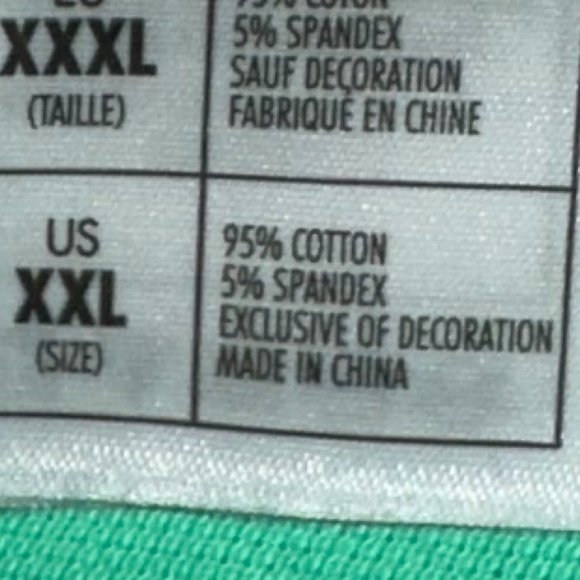 XXXL
(TAILLE)
5% SPANDEX
SAUF DEÇORATION
FABRIQUÉ EN CHINE
US
XXL
(SIZE)
95% COTTON
5% SPANDEX
EXCLUSIVE OF DECORATION
MADE IN CHINA